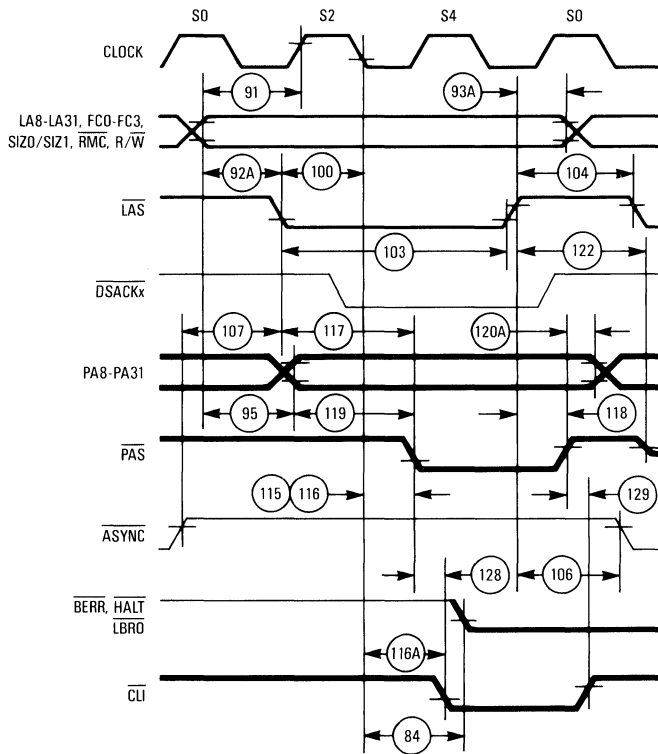 S0 S2 S4 S0
CLOCK
91 93A
LA8-LA31, FC0-FC3,
SIZ0/SIZ1, RMC, R/W
92A 100 104
LAS
103 122
DSACKx
107 117 120A
PA8-PA31
95 119 118
PAS
115 116 129
ASYNC
128 106
BERR, HALT
LBRO
116A
CLI
84